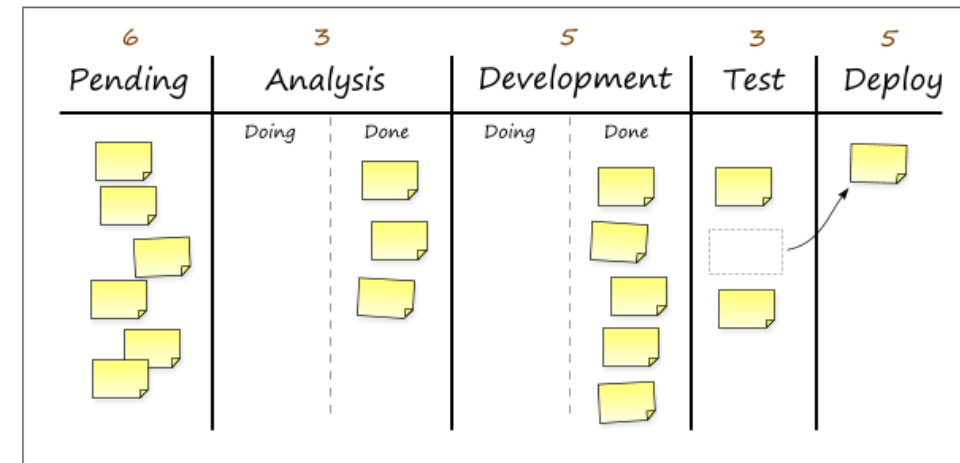 6 3 5 3 5
Pending Analysis Development Test Deploy
Doing Done Doing Done